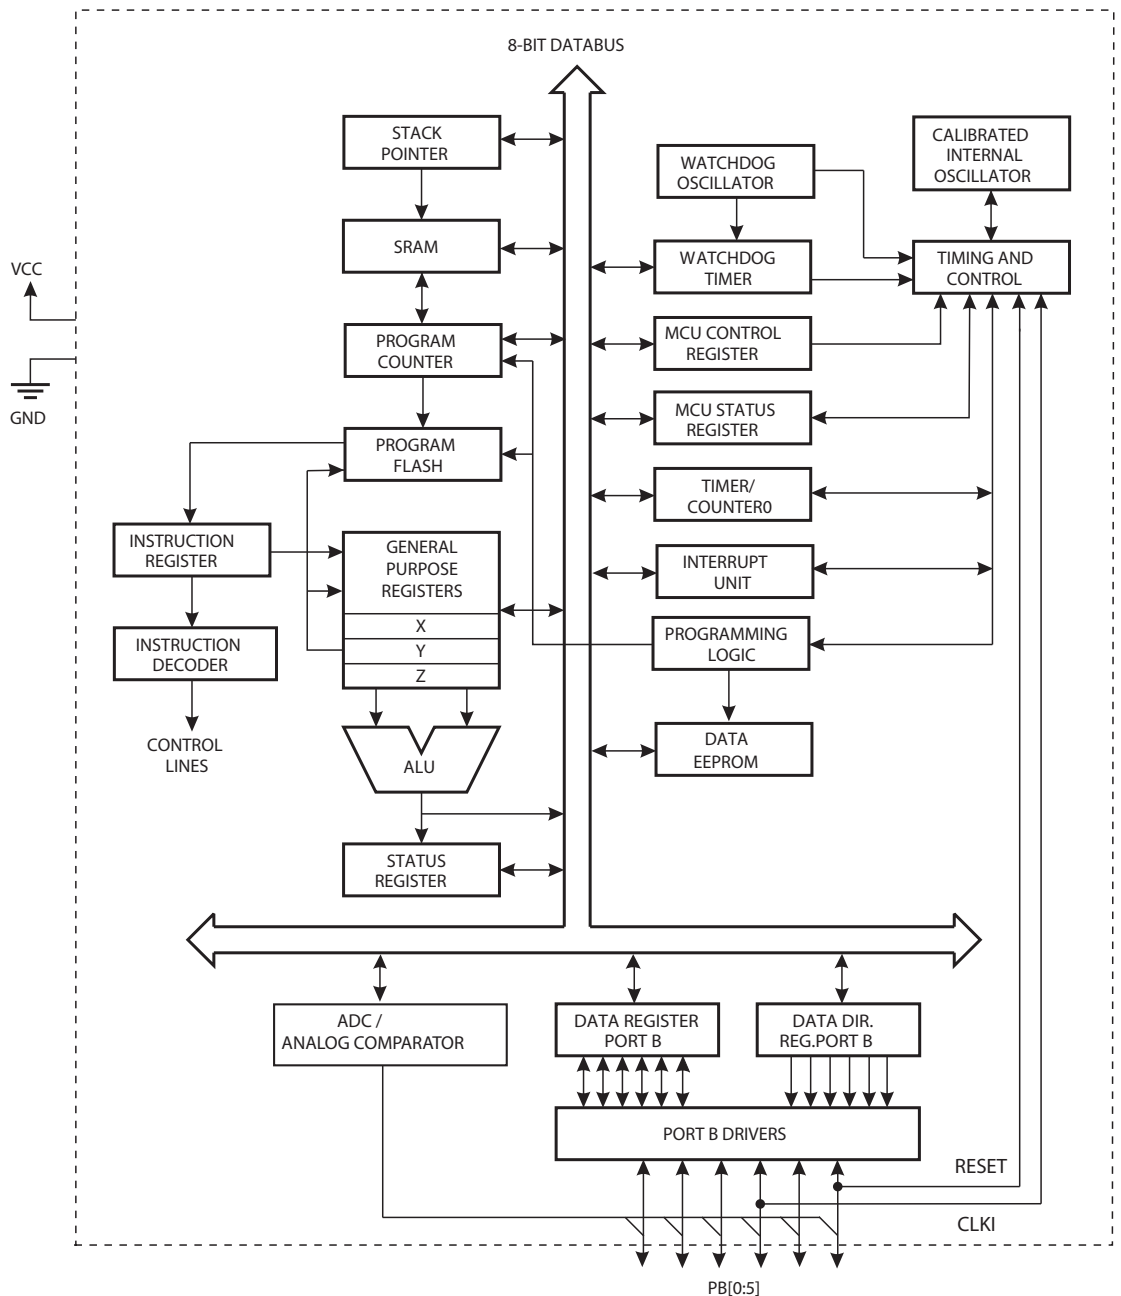 8-BIT DATABUS
STACK
POINTER
WATCHDOG
OSCILLATOR
CALIBRATED
INTERNAL
OSCILLATOR
SRAM
WATCHDOG
TIMER
TIMING AND
CONTROL
VCC
PROGRAM
COUNTER
MCU CONTROL
REGISTER
GND
MCU STATUS
REGISTER
PROGRAM
FLASH
TIMER/
COUNTER0
INSTRUCTION
REGISTER
GENERAL
PURPOSE
REGISTERS
X
Y
Z
INTERRUPT
UNIT
PROGRAMMING
LOGIC
INSTRUCTION
DECODER
CONTROL
LINES
ALU
DATA
EEPROM
STATUS
REGISTER
ADC /
ANALOG COMPARATOR
DATA REGISTER
PORT B
DATA DIR.
REG.PORT B
PORT B DRIVERS
RESET
CLKI
PB[0:5]